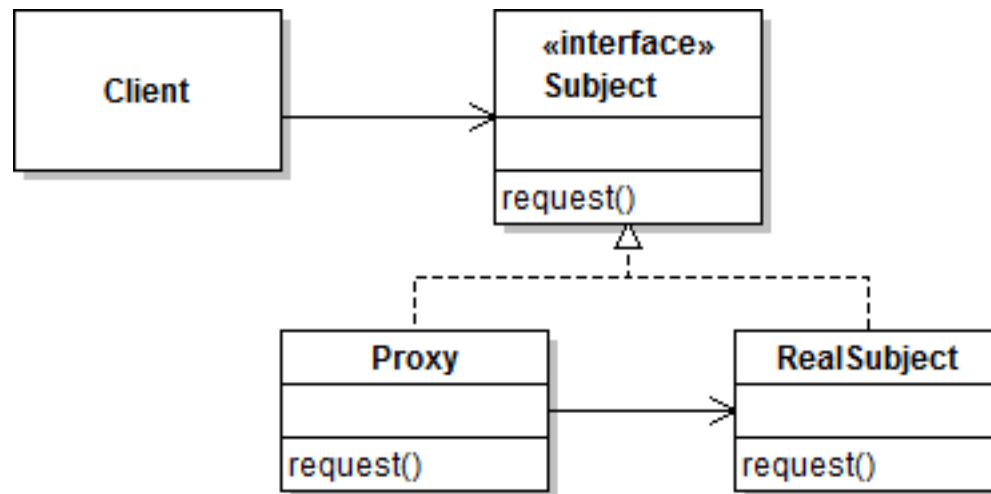 Client
«interface»
Subject
request()
Proxy
request()
RealSubject
request()